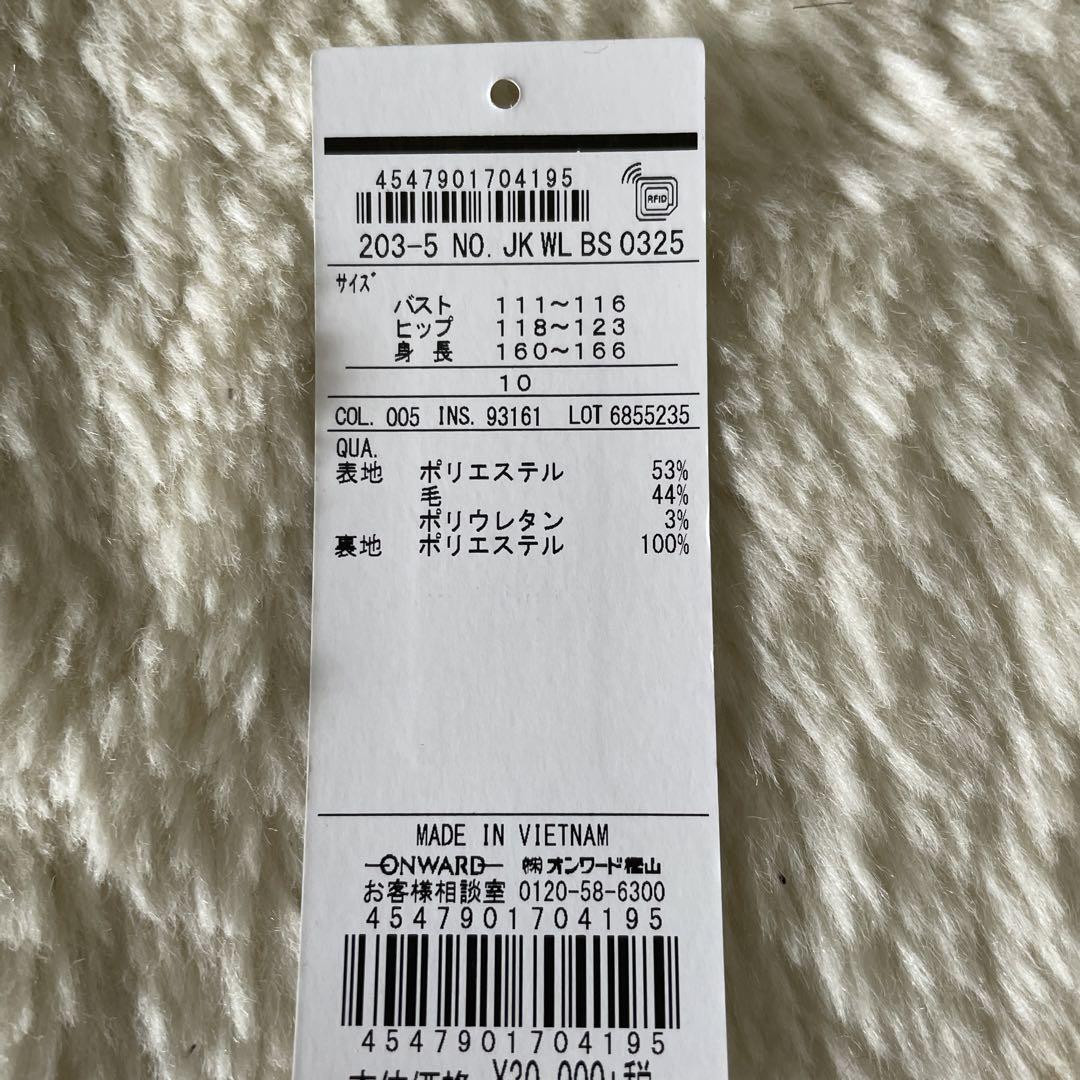 4547901704195
RFID
203-5 NO. JK WL BS 0325
サイズ
バスト 111～116
ヒップ 118～123
身長 160～166
10
COL. 005 INS. 93161 LOT 6855235
QUA.
表地 ポリエステル 53%
毛 44%
ポリウレタン 3%
裏地 ポリエステル 100%
MADE IN VIETNAM
ONWARD ㈱オンワード樫山
お客様相談室 0120-58-6300
4547901704195
4547901704195
本体価格